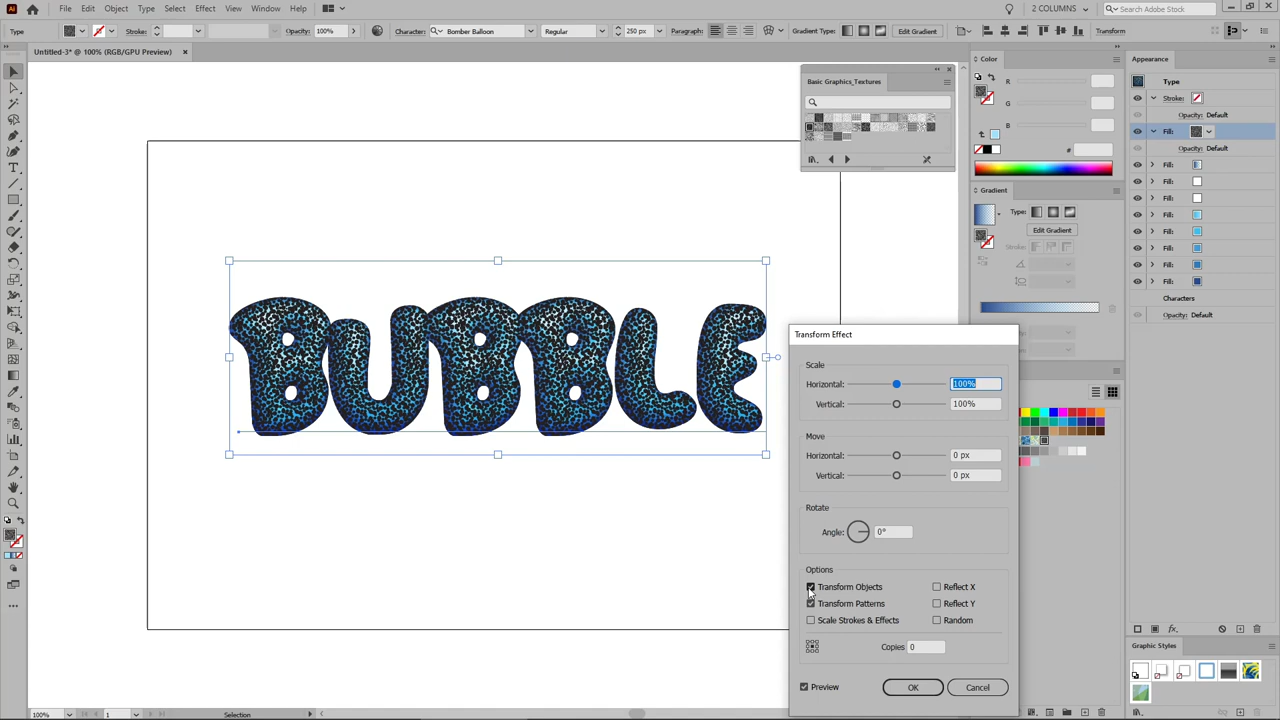 Ai File Edit Object Type Select Effect View Window Help 2 COLUMNS Search Adobe Stock
Type Stroke: Opacity: 100% Character: Bomber Balloon Regular 250 px Paragraph: Gradient Type: Edit Gradient Transform
Untitled-3* @ 100% (RGB/GPU Preview) ×
Basic Graphics_Textures
BUBBLE
Color
R
G
B
#
Gradient
Type:
Edit Gradient
Stroke:
Appearance
Type
Stroke:
Opacity: Default
Fill:
Opacity: Default
Fill:
Fill:
Fill:
Fill:
Fill:
Fill:
Fill:
Fill:
Characters
Opacity: Default
Transform Effect
Scale
Horizontal: 100%
Vertical: 100%
Move
Horizontal: 0 px
Vertical: 0 px
Rotate
Angle: 0°
Options
Transform Objects Reflect X
Transform Patterns Reflect Y
Scale Strokes & Effects Random
Copies 0
Preview OK Cancel
fx
Graphic Styles
100% 1 Selection